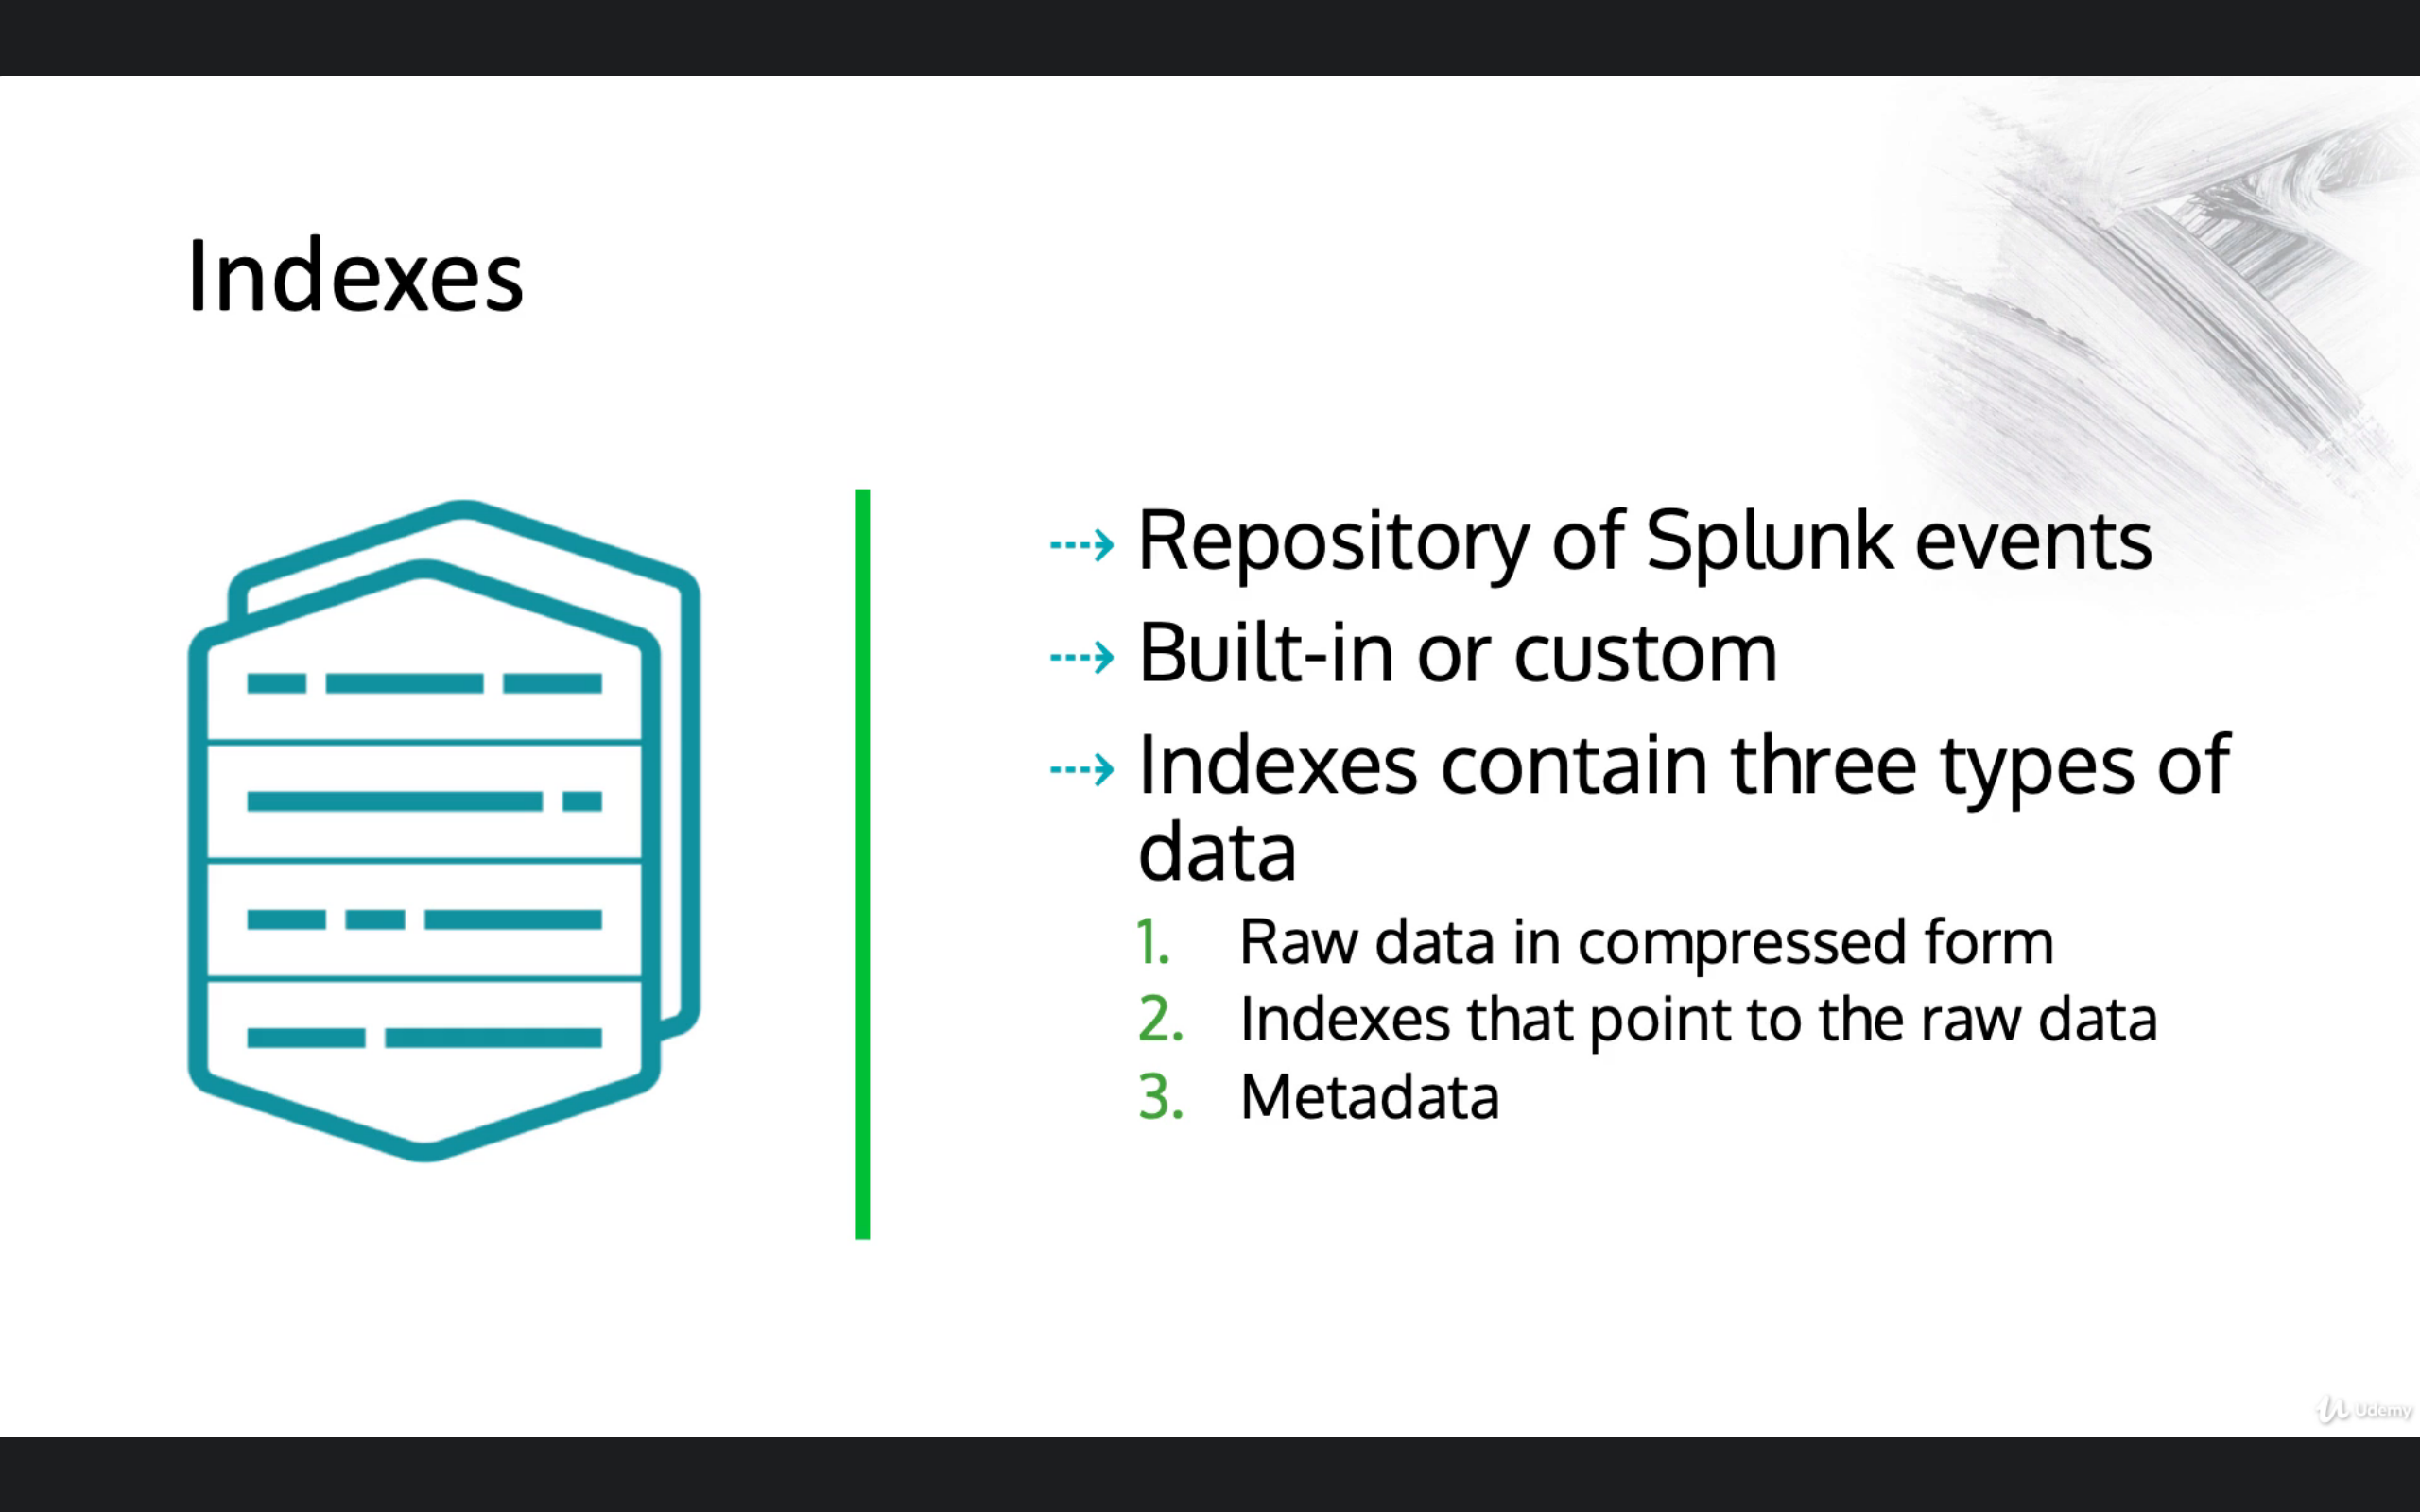 Indexes
Repository of Splunk events
Built-in or custom
Indexes contain three types of
data
1. Raw data in compressed form
2. Indexes that point to the raw data
3. Metadata
Udemy